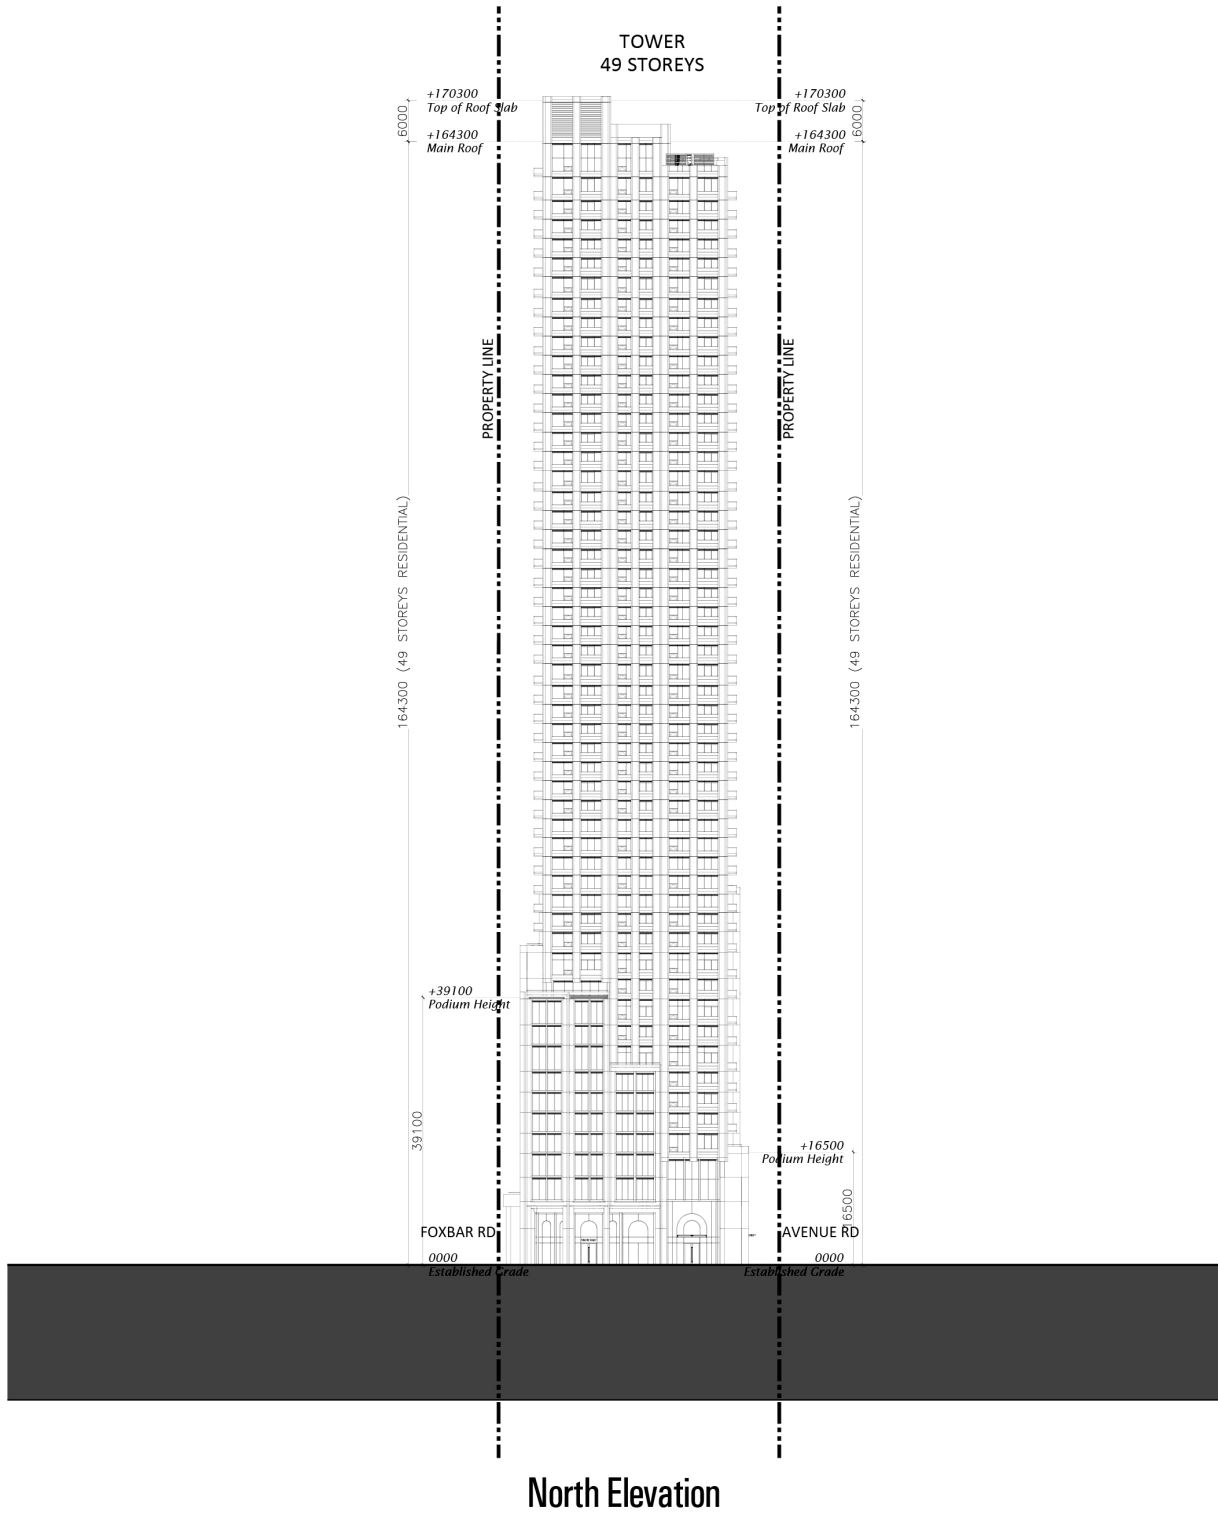 TOWER
49 STOREYS
+170300
Top of Roof Slab
+170300
Top of Roof Slab
6000
6000
+164300
Main Roof
+164300
Main Roof
PROPERTY LINE
PROPERTY LINE
164300 (49 STOREYS RESIDENTIAL)
164300 (49 STOREYS RESIDENTIAL)
+39100
Podium Height
39100
+16500
Podium Height
16500
FOXBAR RD
AVENUE RD
0000
Established Grade
0000
Established Grade
North Elevation